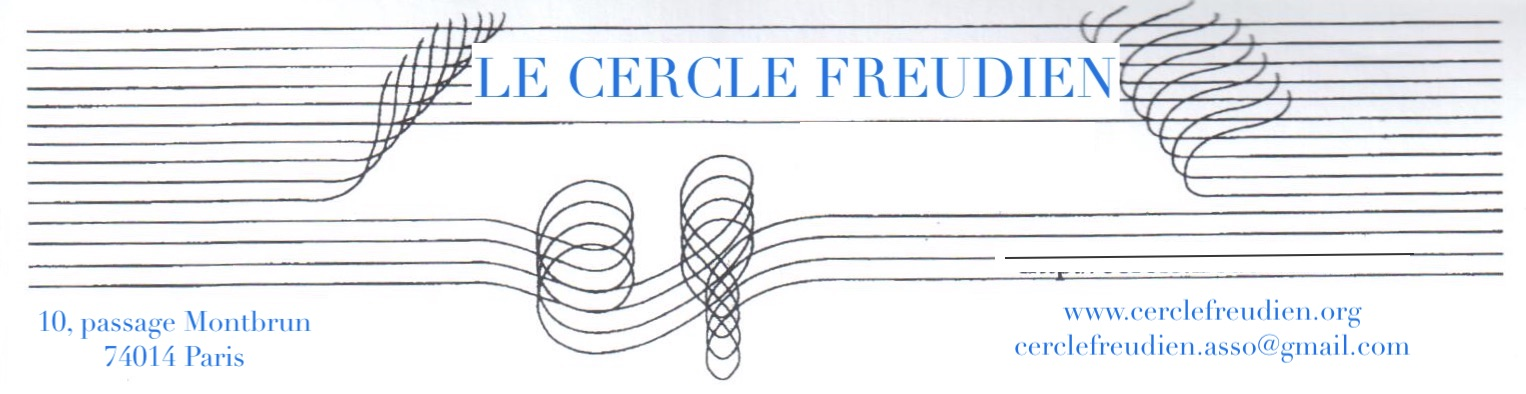 LE CERCLE FREUDIEN
10, passage Montbrun
74014 Paris
www.cerclefreudien.org
cerclefreudien.asso@gmail.com